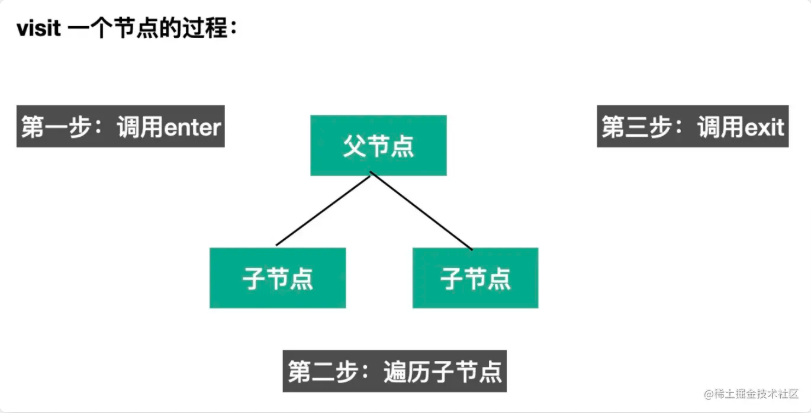 visit 一个节点的过程：
第一步：调用enter
第三步：调用exit
父节点
子节点
子节点
第二步：遍历子节点
@稀土掘金技术社区